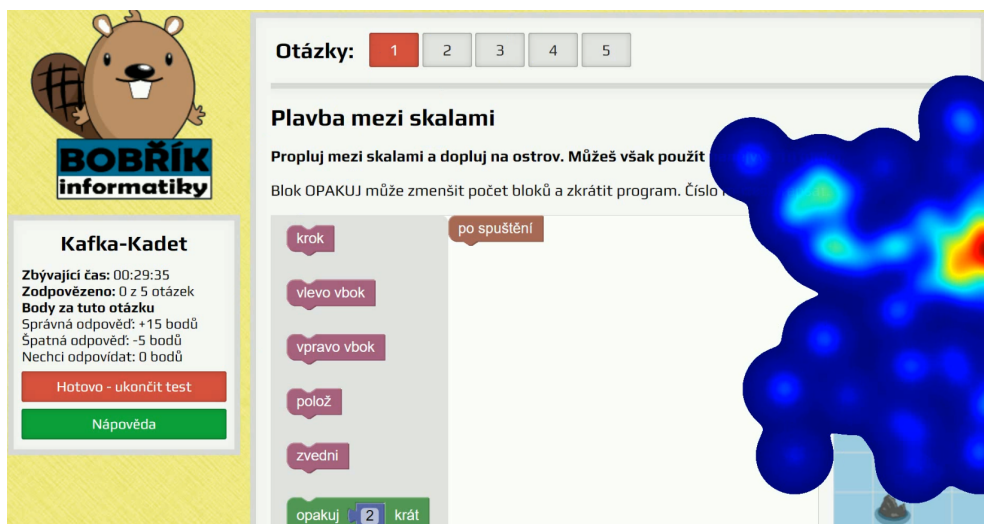 Otázky: 1 2 3 4 5
BOBŘÍK
informatiky
Plavba mezi skalami
Propluj mezi skalami a dopluj na ostrov. Můžeš však použít
Blok OPAKUJ může zmenšit počet bloků a zkrátit program. Číslo
Kafka-Kadet
Zbývající čas: 00:29:35
Zodpovězeno: 0 z 5 otázek
Body za tuto otázku
Správná odpověď: +15 bodů
Špatná odpověď: -5 bodů
Nechci odpovídat: 0 bodů
Hotovo - ukončit test
Nápověda
krok
vlevo vbok
vpravo vbok
polož
zvedni
opakuj 2 krát
po spuštění